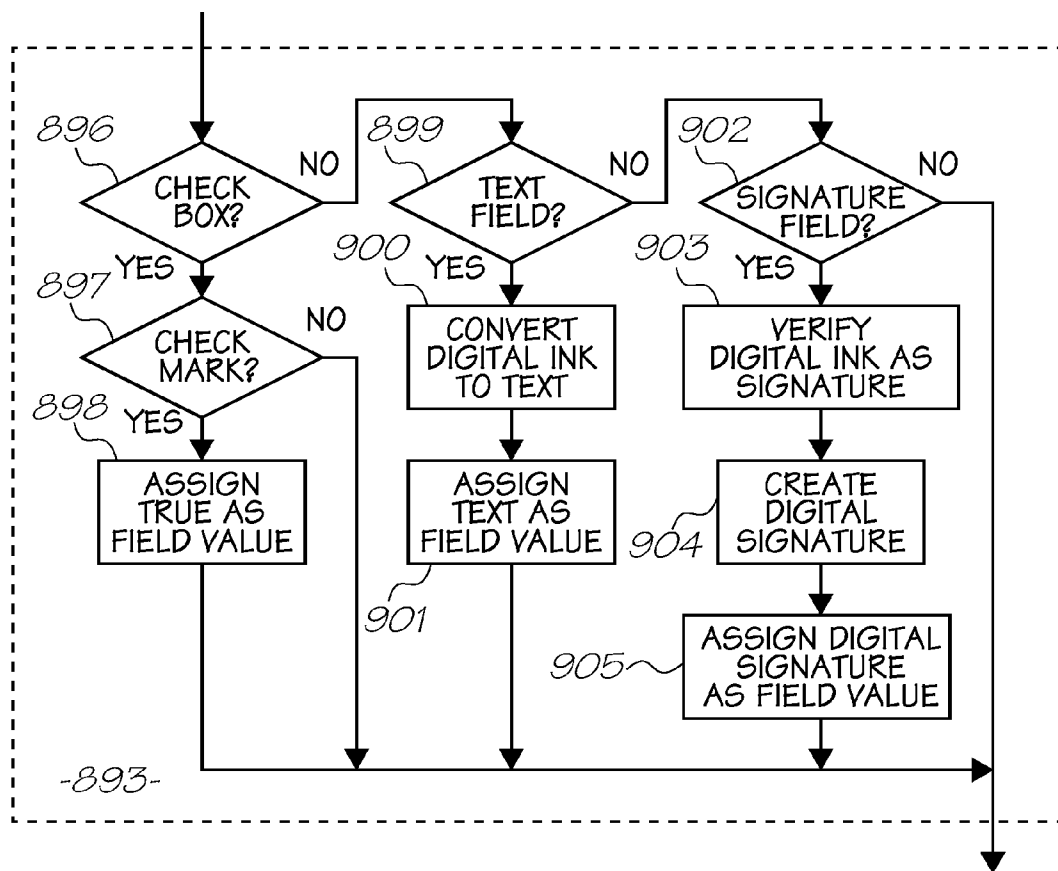 896
CHECK
BOX?
NO
YES
897
CHECK
MARK?
NO
YES
898
ASSIGN
TRUE AS
FIELD VALUE
899
TEXT
FIELD?
NO
YES
900
CONVERT
DIGITAL INK
TO TEXT
ASSIGN
TEXT AS
FIELD VALUE
901
902
SIGNATURE
FIELD?
NO
YES
903
VERIFY
DIGITAL INK AS
SIGNATURE
CREATE
DIGITAL
SIGNATURE
904
ASSIGN DIGITAL
SIGNATURE
AS FIELD VALUE
905
-893-